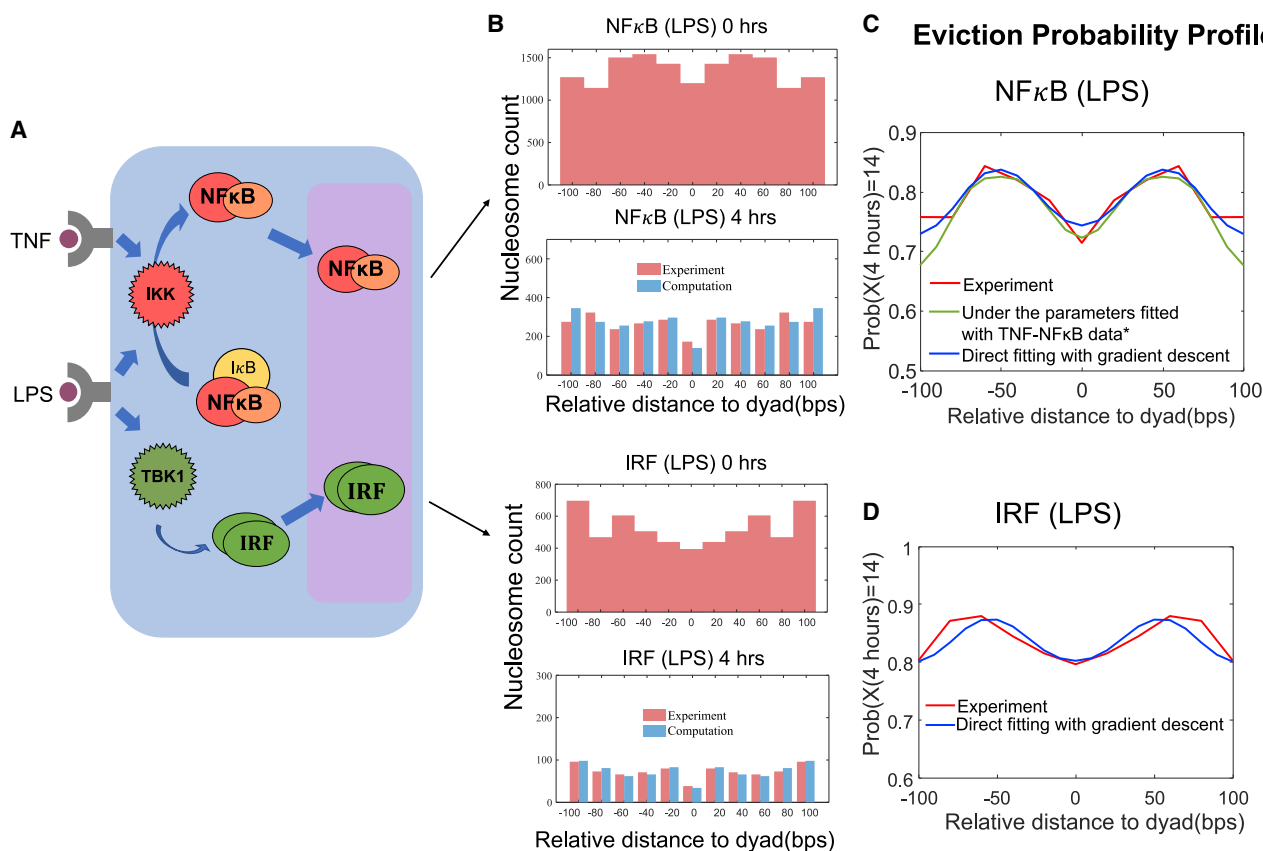 A
TNF
LPS
NFκB
NFκB
IKK
IκB
NFκB
TBK1
IRF
IRF
B
NFκB (LPS) 0 hrs
1500
1000
500
0
-100 -80 -60 -40 -20 0 20 40 60 80 100
Nucleosome count
NFκB (LPS) 4 hrs
600
400
200
0
Experiment
Computation
-100 -80 -60 -40 -20 0 20 40 60 80 100
Relative distance to dyad(bps)
IRF (LPS) 0 hrs
800
600
400
200
0
-100 -80 -60 -40 -20 0 20 40 60 80 100
Nucleosome count
IRF (LPS) 4 hrs
300
200
100
0
Experiment
Computation
-100 -80 -60 -40 -20 0 20 40 60 80 100
Relative distance to dyad(bps)
C
Eviction Probability Profile
NFκB (LPS)
0.9
0.8
0.7
0.6
0.5
Prob(X(4 hours)=14)
Experiment
Under the parameters fitted
with TNF-NFκB data*
Direct fitting with gradient descent
-100 -50 0 50 100
Relative distance to dyad(bps)
D
IRF (LPS)
1
0.9
0.8
0.7
0.6
Prob(X(4 hours)=14)
Experiment
Direct fitting with gradient descent
-100 -50 0 50 100
Relative distance to dyad(bps)